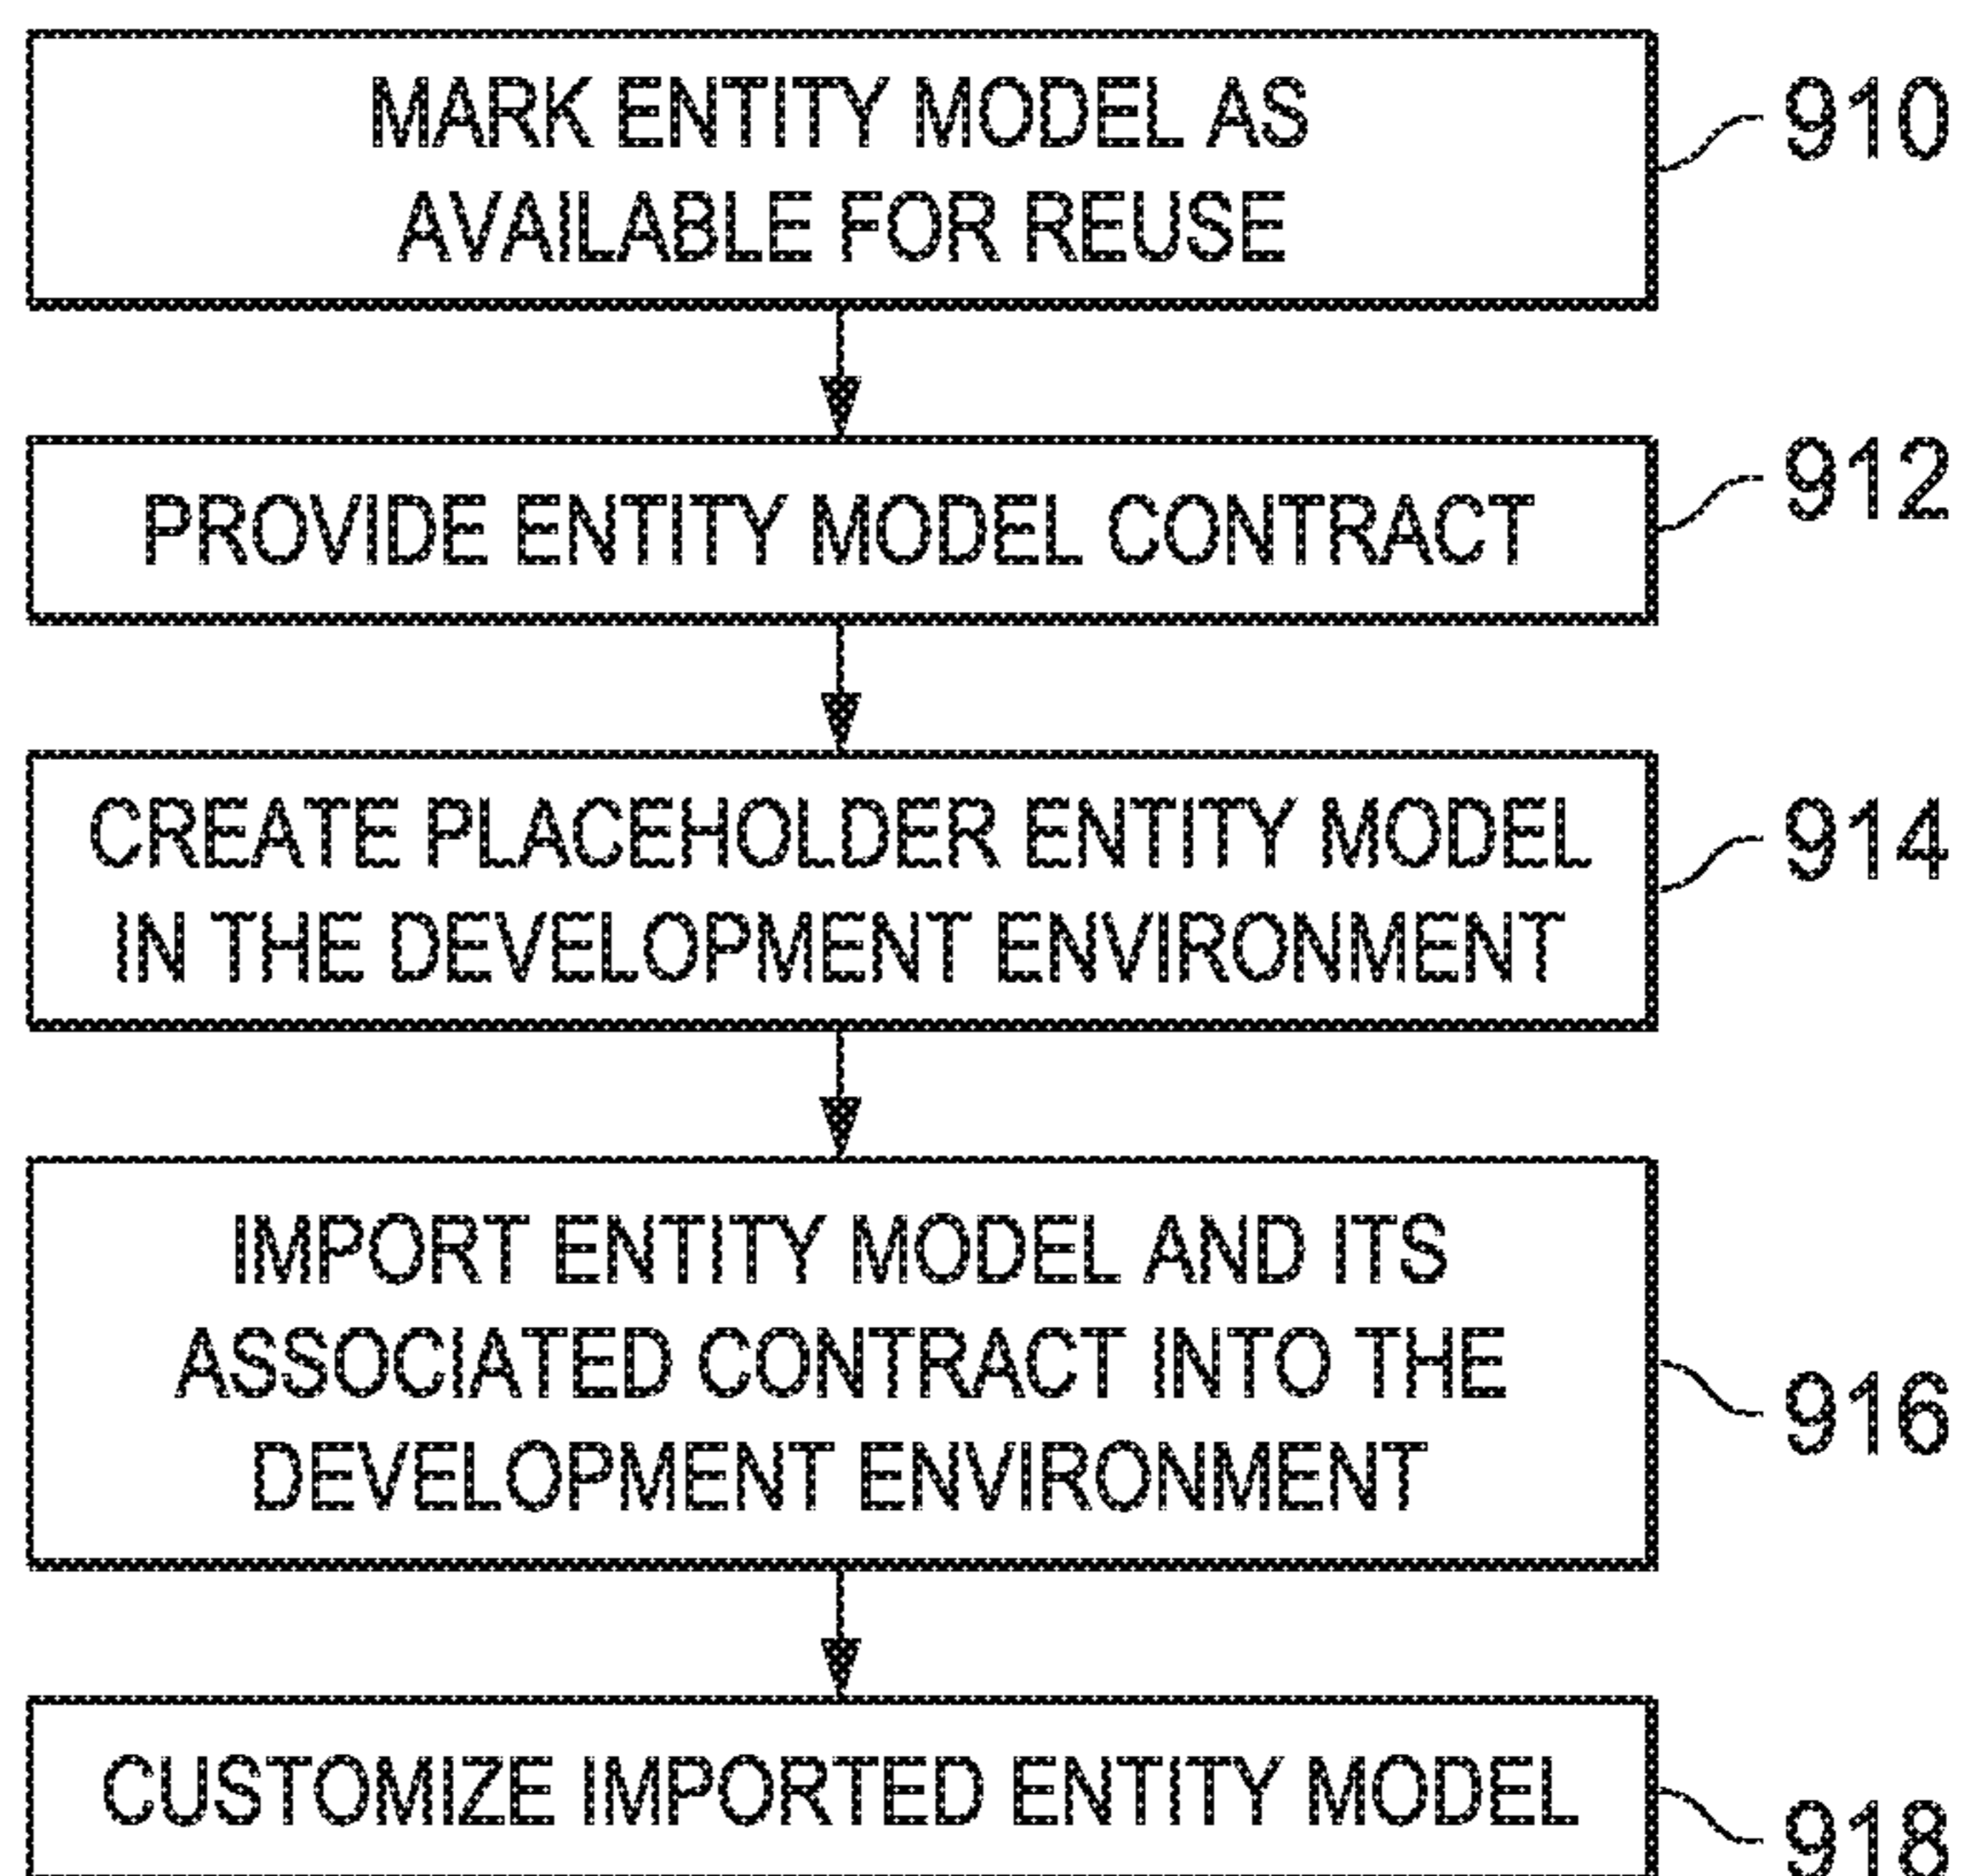 MARK ENTITY MODEL AS
AVAILABLE FOR REUSE
910
PROVIDE ENTITY MODEL CONTRACT
912
CREATE PLACEHOLDER ENTITY MODEL
IN THE DEVELOPMENT ENVIRONMENT
914
IMPORT ENTITY MODEL AND ITS
ASSOCIATED CONTRACT INTO THE
DEVELOPMENT ENVIRONMENT
916
CUSTOMIZE IMPORTED ENTITY MODEL
918